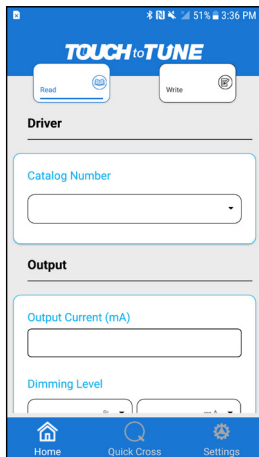 51% 3:36 PM
TOUCH to TUNE
Read
Write
Driver
Catalog Number
Output
Output Current (mA)
Dimming Level
Home Quick Cross Settings